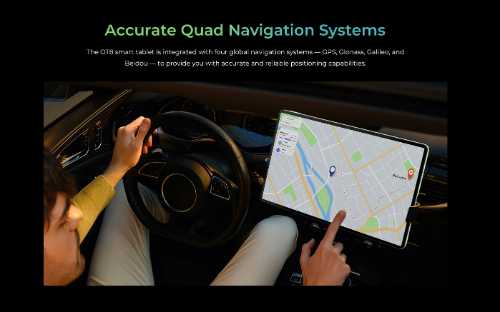 Accurate Quad Navigation Systems
The OT8 smart tablet is integrated with four global navigation systems — GPS, Glonass, Galileo, and
Beidou — to provide you with accurate and reliable positioning capabilities.